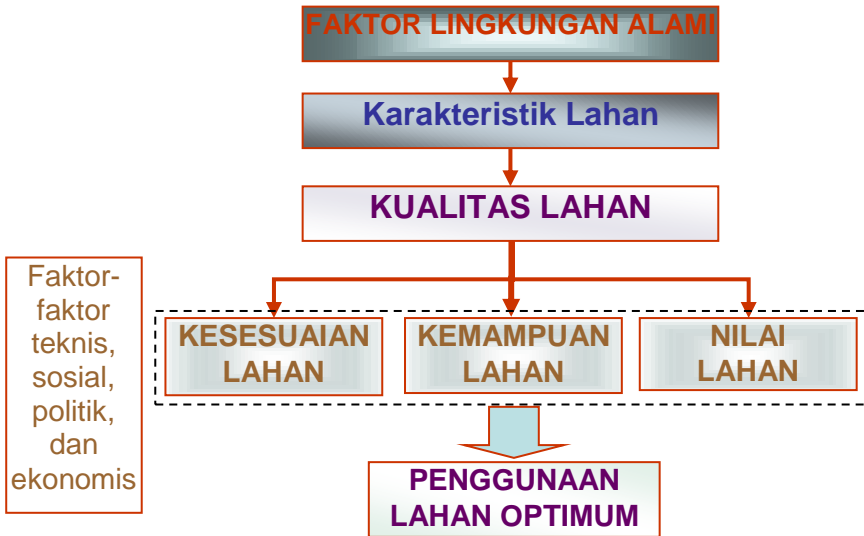 FAKTOR LINGKUNGAN ALAMI
Karakteristik Lahan
KUALITAS LAHAN
Faktor-
faktor
teknis,
sosial,
politik,
dan
ekonomis
KESESUAIAN
LAHAN
KEMAMPUAN
LAHAN
NILAI
LAHAN
PENGGUNAAN
LAHAN OPTIMUM